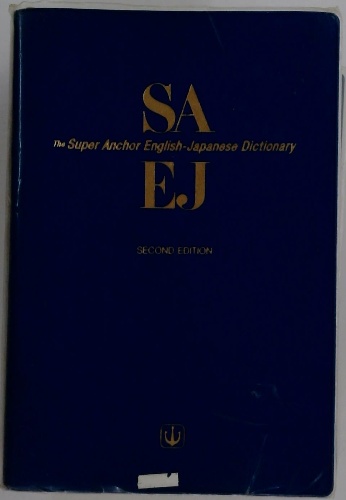 SA
The Super Anchor English-Japanese Dictionary
EJ
SECOND EDITION